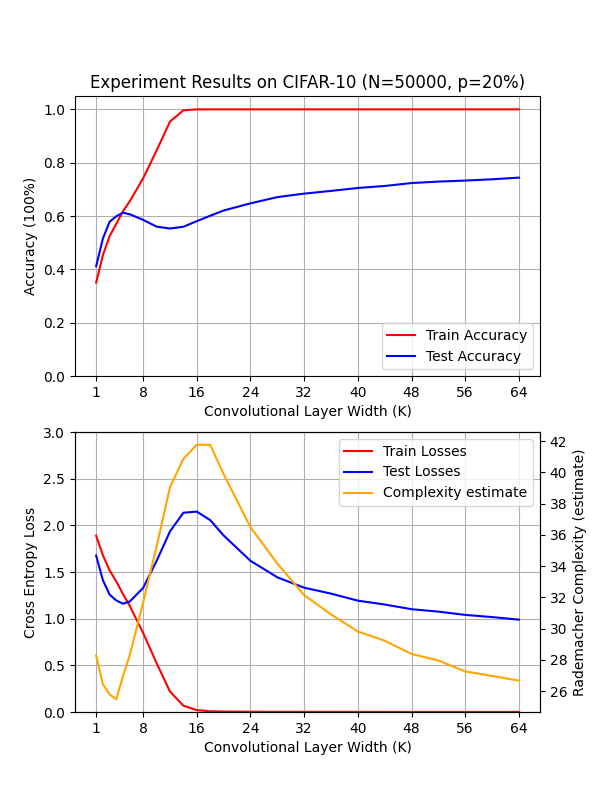 Experiment Results on CIFAR-10 (N=50000, p=20%)
Accuracy (100%)
1.0
0.8
0.6
0.4
0.2
0.0
Train Accuracy
Test Accuracy
1 8 16 24 32 40 48 56 64
Convolutional Layer Width (K)
Cross Entropy Loss
3.0
2.5
2.0
1.5
1.0
0.5
0.0
Train Losses
Test Losses
Complexity estimate
42
40
38
36
34
32
30
28
26
Rademacher Complexity (estimate)
1 8 16 24 32 40 48 56 64
Convolutional Layer Width (K)